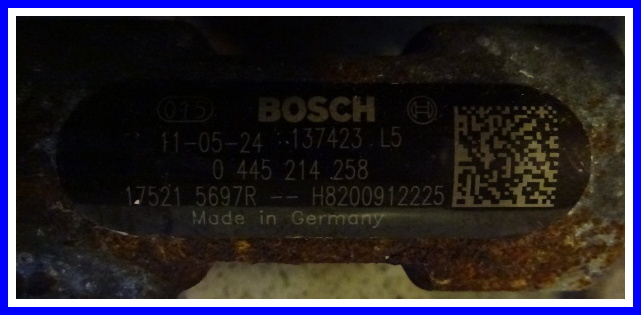 015 BOSCH
11-05-24 137423 L5
0 445 214 258
17521 5697R -- H8200912225
Made in Germany